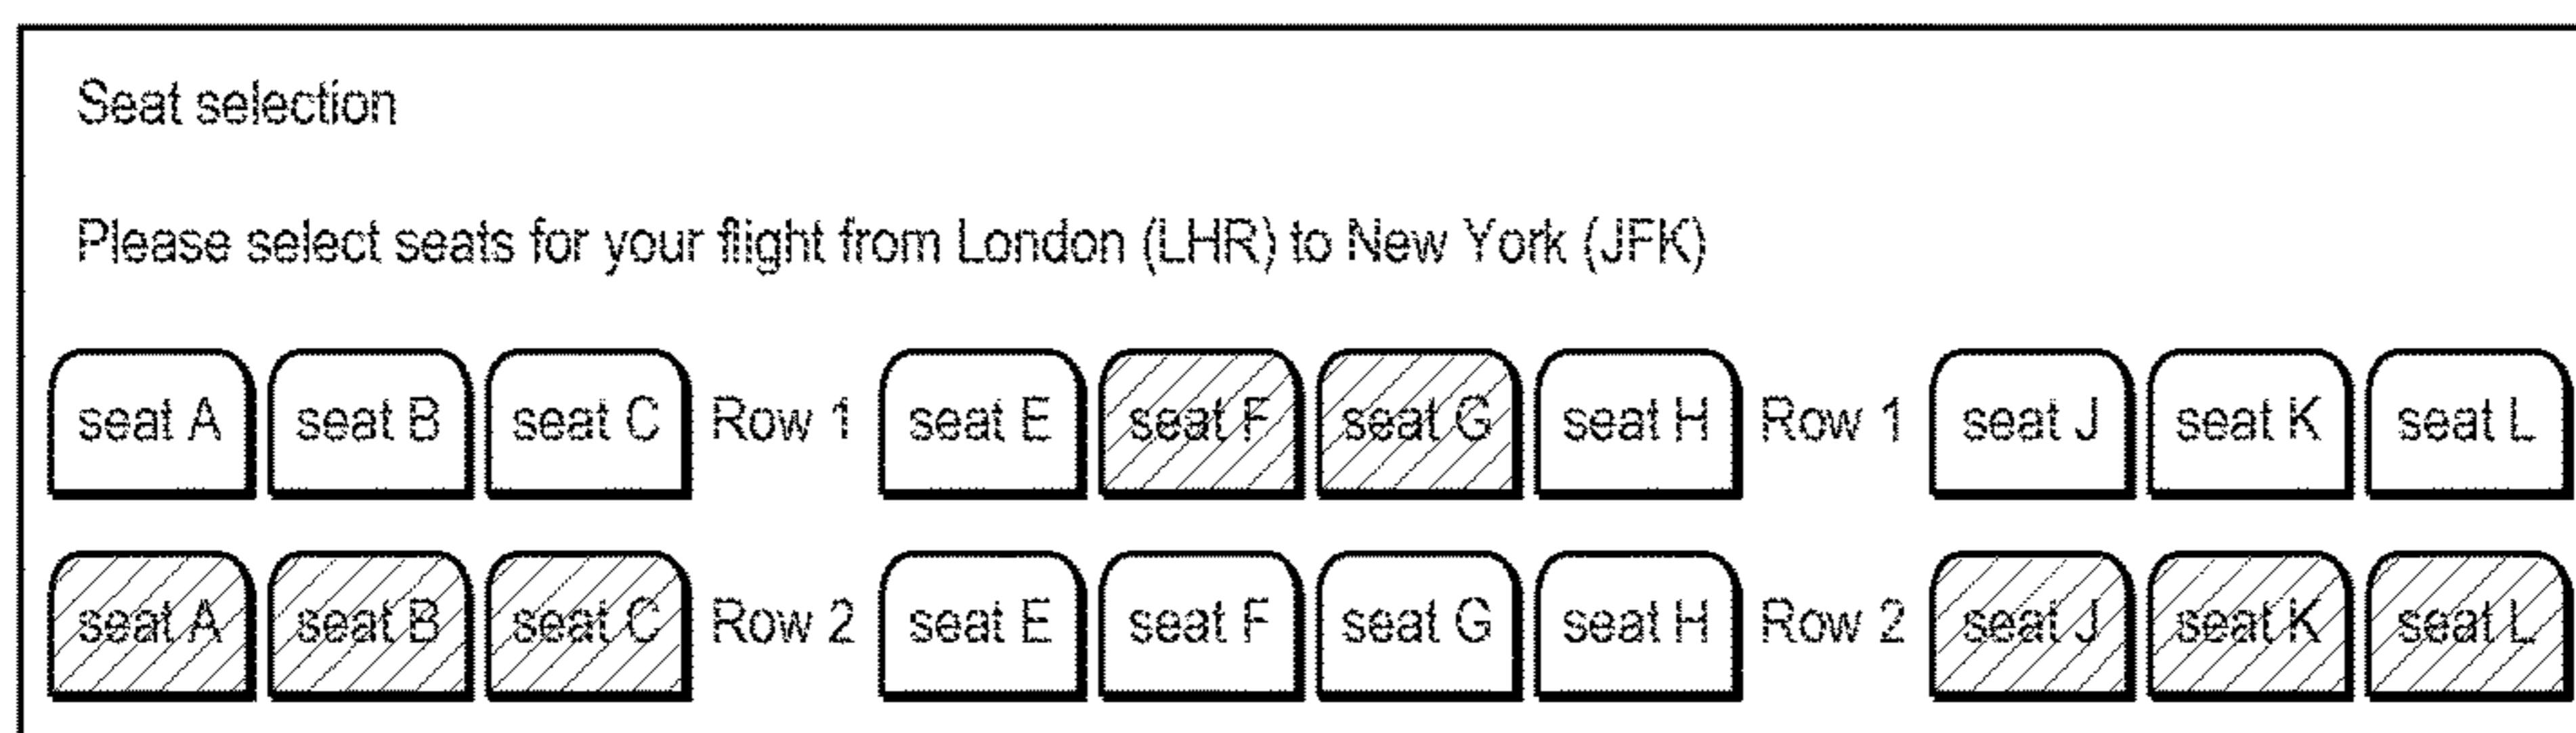 Seat selection
Please select seats for your flight from London (LHR) to New York (JFK)
seat A seat B seat C Row 1 seat E seat F seat G seat H Row 1 seat J seat K seat L
seat A seat B seat C Row 2 seat E seat F seat G seat H Row 2 seat J seat K seat L